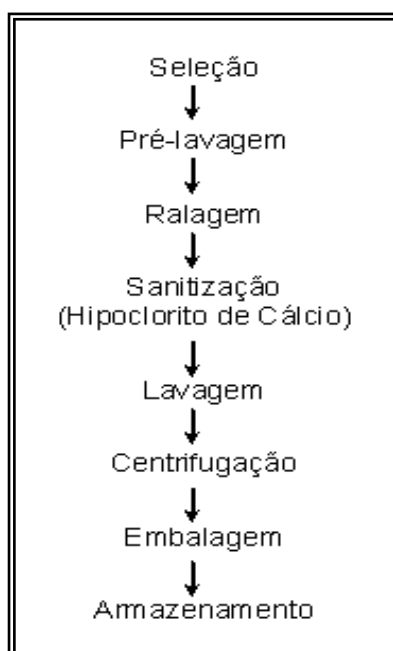 Seleção
Pré-lavagem
Ralagem
Sanitização
(Hipoclorito de Cálcio)
Lavagem
Centrifugação
Embalagem
Armazenamento